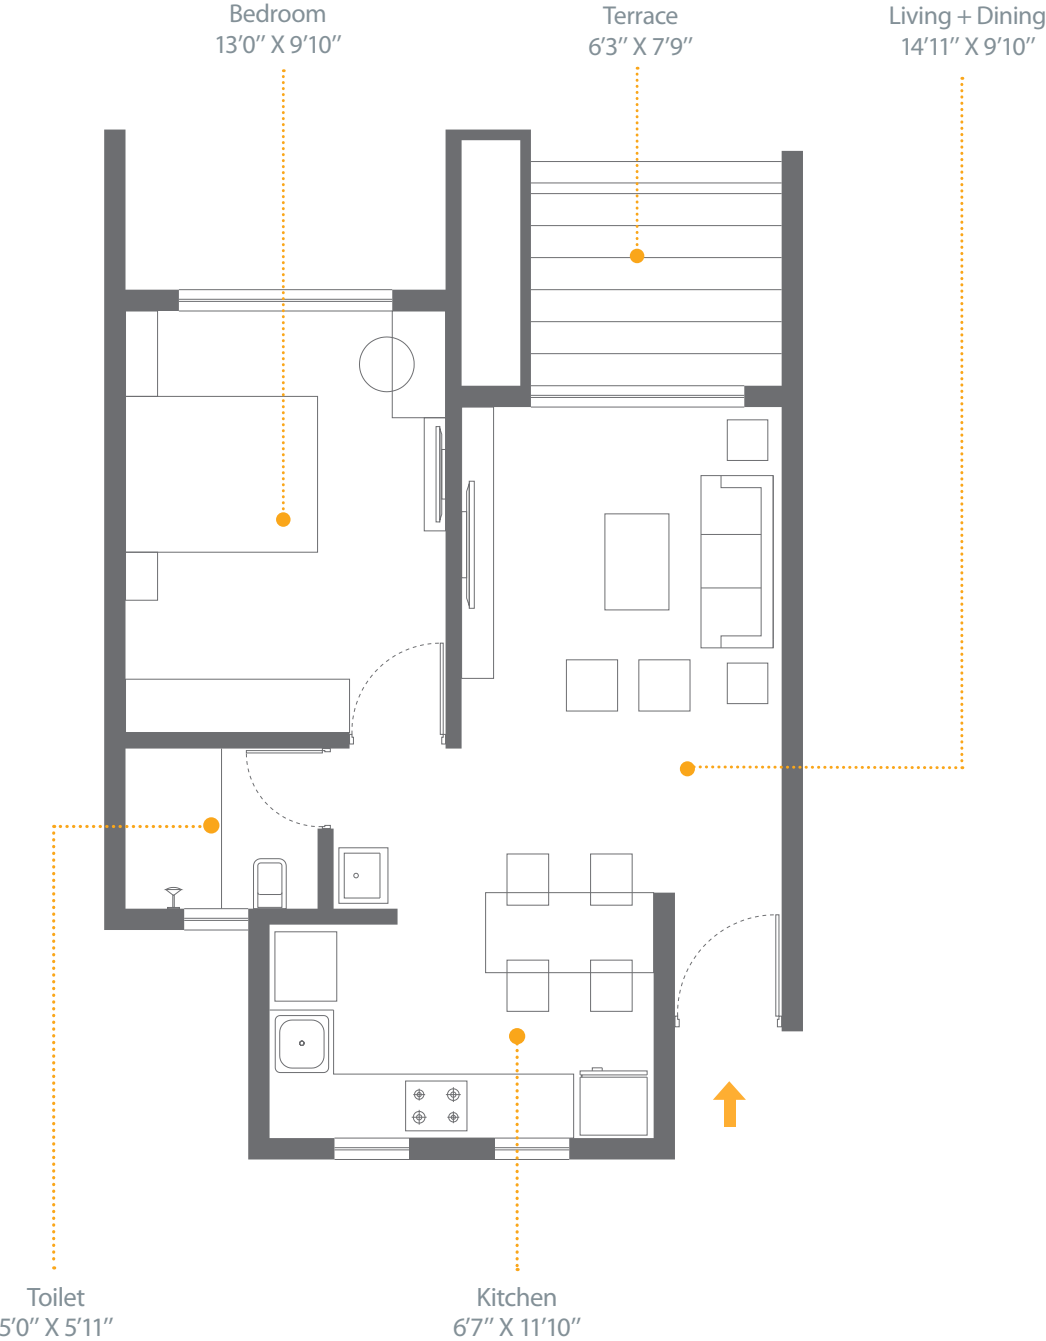 Bedroom
13’0’’ X 9’10’’
Terrace
6’3’’ X 7’9’’
Living + Dining
14’11’’ X 9’10’’
Toilet
5’0’’ X 5’11’’
Kitchen
6’7’’ X 11’10’’